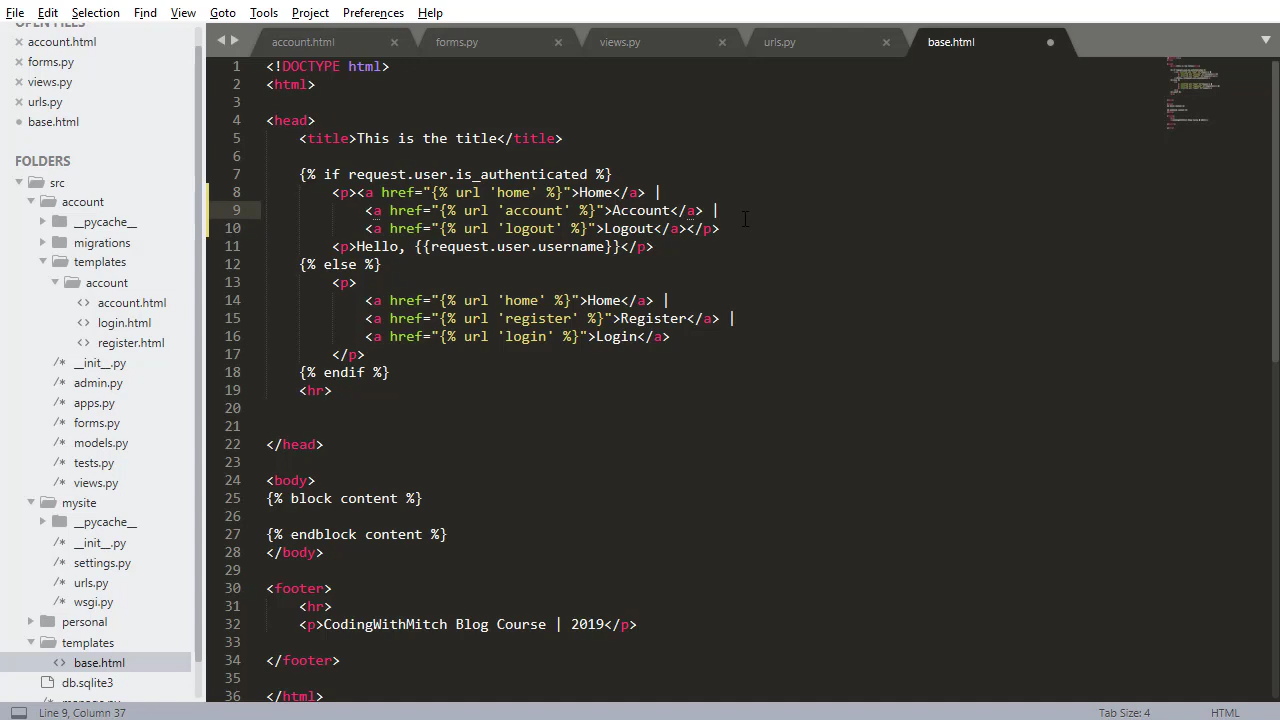 File Edit Selection Find View Goto Tools Project Preferences Help
OPEN FILES
account.html
forms.py
views.py
urls.py
base.html
FOLDERS
src
account
__pycache__
migrations
templates
account
account.html
login.html
register.html
__init__.py
admin.py
apps.py
forms.py
models.py
tests.py
views.py
mysite
__pycache__
__init__.py
settings.py
urls.py
wsgi.py
personal
templates
base.html
db.sqlite3
manage.py
account.html forms.py views.py urls.py base.html
1 <!DOCTYPE html>
2 <html>
3
4 <head>
5 <title>This is the title</title>
6
7 {% if request.user.is_authenticated %}
8 <p><a href="{% url 'home' %}">Home</a> |
9 <a href="{% url 'account' %}">Account</a> |
10 <a href="{% url 'logout' %}">Logout</a></p>
11 <p>Hello, {{request.user.username}}</p>
12 {% else %}
13 <p>
14 <a href="{% url 'home' %}">Home</a> |
15 <a href="{% url 'register' %}">Register</a> |
16 <a href="{% url 'login' %}">Login</a>
17 </p>
18 {% endif %}
19 <hr>
20
21
22 </head>
23
24 <body>
25 {% block content %}
26
27 {% endblock content %}
28 </body>
29
30 <footer>
31 <hr>
32 <p>CodingWithMitch Blog Course | 2019</p>
33
34 </footer>
35
36 </html>
Line 9, Column 37 Tab Size: 4 HTML